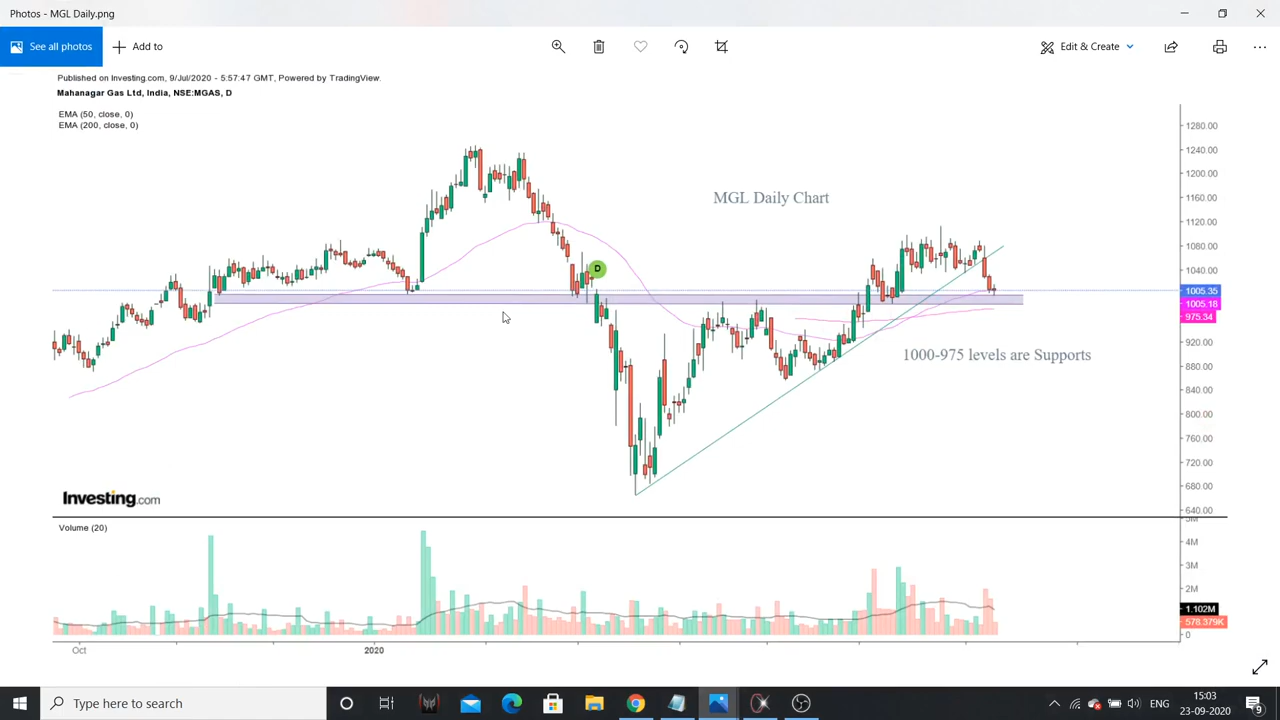 Photos - MGL Daily.png
See all photos
Add to
Edit & Create
Published on Investing.com, 9/Jul/2020 - 5:57:47 GMT, Powered by TradingView.
Mahanagar Gas Ltd, India, NSE:MGAS, D
EMA (50, close, 0)
EMA (200, close, 0)
MGL Daily Chart
D
1000-975 levels are Supports
1280.00
1240.00
1200.00
1160.00
1120.00
1080.00
1040.00
1005.35
1005.18
975.34
920.00
880.00
840.00
800.00
760.00
720.00
680.00
640.00
Investing.com
Volume (20)
5M
4M
3M
2M
1.102M
578.379K
0
Oct
2020
Type here to search
ENG
15:03
23-09-2020
9